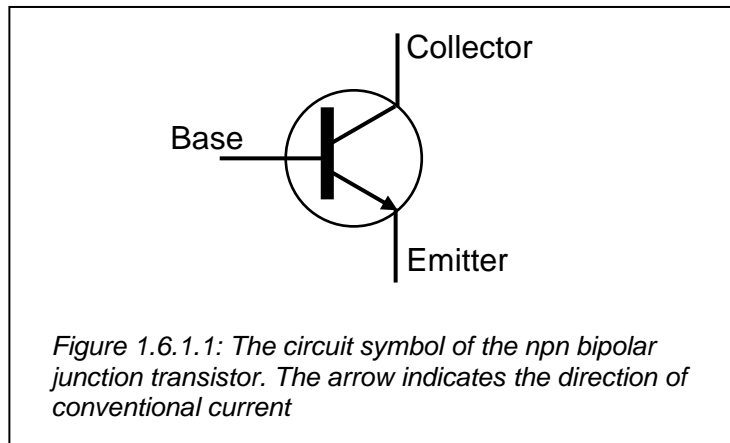 Collector
Base
Emitter
Figure 1.6.1.1: The circuit symbol of the npn bipolar
junction transistor. The arrow indicates the direction of
conventional current